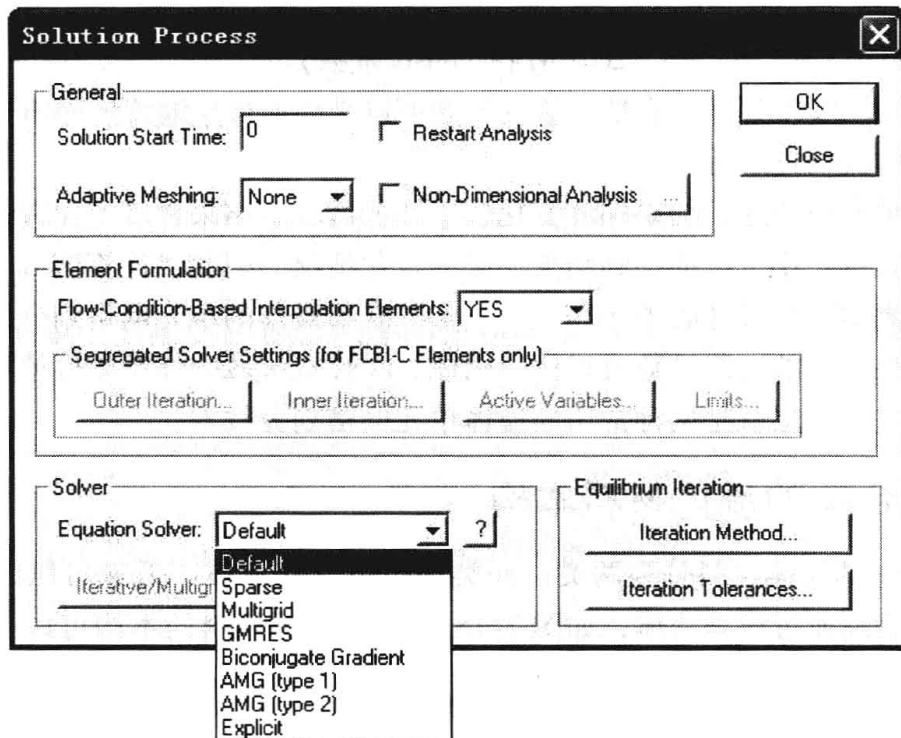 Solution Process
General
OK
Solution Start Time: 0 Restart Analysis
Close
Adaptive Meshing: None Non-Dimensional Analysis ...
Element Formulation
Flow-Condition-Based Interpolation Elements: YES
Segregated Solver Settings (for FCBI-C Elements only)
Outer Iteration... Inner Iteration... Active Variables... Limits...
Solver
Equation Solver: Default ?
Default
Iterative/Multigr
Sparse
Multigrid
GMRES
Biconjugate Gradient
AMG (type 1)
AMG (type 2)
Explicit
Equilibrium Iteration
Iteration Method...
Iteration Tolerances...